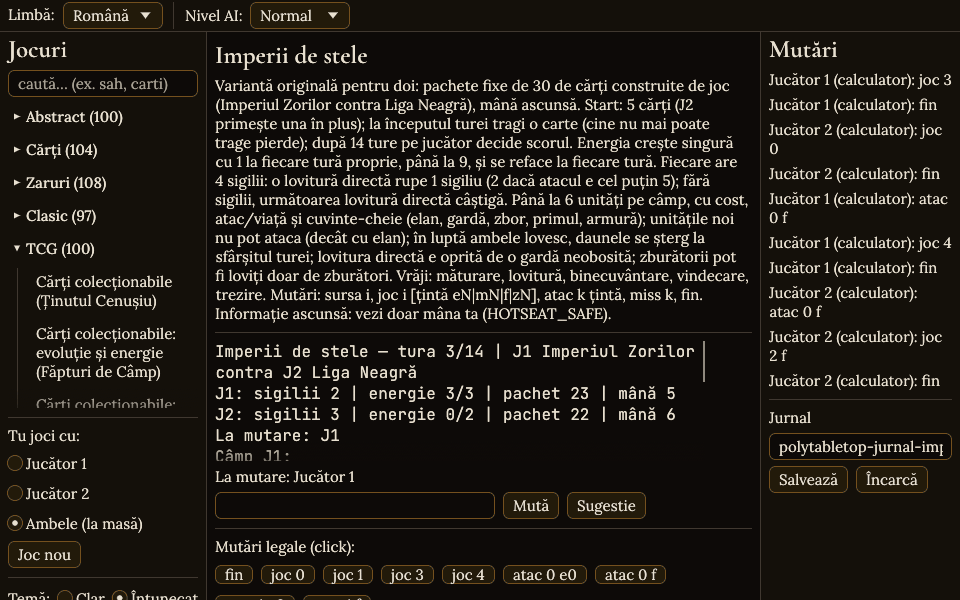 Limbă: Română Nivel AI: Normal
Jocuri
caută... (ex. sah, carti)
Abstract (100)
Cărți (104)
Zaruri (108)
Clasic (97)
TCG (100)
Cărți colecționabile
(Ținutul Cenușiu)
Cărți colecționabile:
evoluție și energie
(Făpturi de Câmp)
Cărți colecționabile:
Tu joci cu:
Jucător 1
Jucător 2
Ambele (la masă)
Joc nou
Temă: Clar Întunecat
Imperii de stele
Variantă originală pentru doi: pachete fixe de 30 de cărți construite de joc
(Imperiul Zorilor contra Liga Neagră), mână ascunsă. Start: 5 cărți (J2
primește una în plus); la începutul turei tragi o carte (cine nu mai poate
trage pierde); după 14 ture pe jucător decide scorul. Energia crește singură
cu 1 la fiecare tură proprie, până la 9, și se reface la fiecare tură. Fiecare are
4 sigilii: o lovitură directă rupe 1 sigiliu (2 dacă atacul e cel puțin 5); fără
sigilii, următoarea lovitură directă câștigă. Până la 6 unități pe câmp, cu cost,
atac/viață și cuvinte-cheie (elan, gardă, zbor, primul, armură); unitățile noi
nu pot ataca (decât cu elan); în luptă ambele lovesc, daunele se șterg la
sfârșitul turei; lovitura directă e oprită de o gardă neobosită; zburătorii pot
fi loviți doar de zburători. Vrăji: măturare, lovitură, binecuvântare, vindecare,
trezire. Mutări: sursa i, joc i [țintă eN|mN|f|zN], atac k țintă, miss k, fin.
Informație ascunsă: vezi doar mâna ta (HOTSEAT_SAFE).
Imperii de stele — tura 3/14 | J1 Imperiul Zorilor
contra J2 Liga Neagră
J1: sigilii 2 | energie 3/3 | pachet 23 | mână 5
J2: sigilii 3 | energie 0/2 | pachet 22 | mână 6
La mutare: J1
Câmp J1:
La mutare: Jucător 1
Mută Sugestie
Mutări legale (click):
fin joc 0 joc 1 joc 3 joc 4 atac 0 e0 atac 0 f
Mutări
Jucător 1 (calculator): joc 3
Jucător 1 (calculator): fin
Jucător 2 (calculator): joc
0
Jucător 2 (calculator): fin
Jucător 1 (calculator): atac
0 f
Jucător 1 (calculator): joc 4
Jucător 1 (calculator): fin
Jucător 2 (calculator):
atac 0 f
Jucător 2 (calculator): joc
2 f
Jucător 2 (calculator): fin
Jurnal
polytabletop-jurnal-imp
Salvează Încarcă